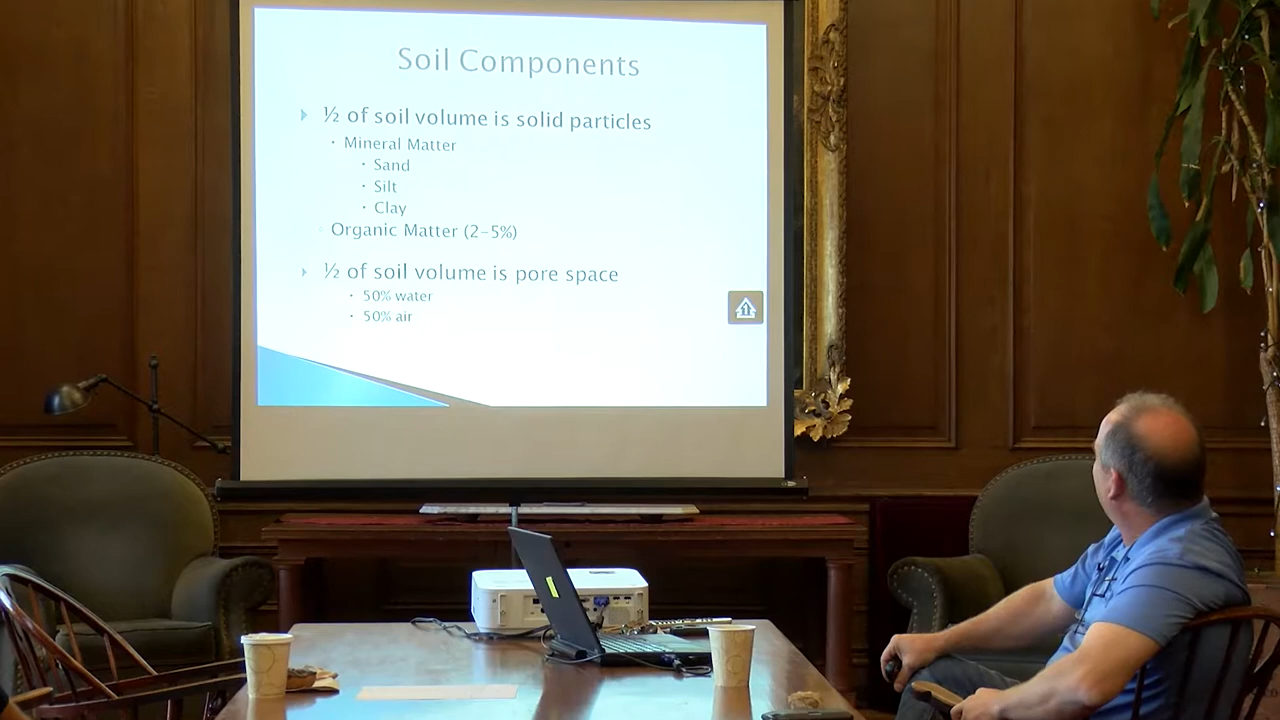 Soil Components
½ of soil volume is solid particles
Mineral Matter
Sand
Silt
Clay
Organic Matter (2-5%)
½ of soil volume is pore space
50% water
50% air